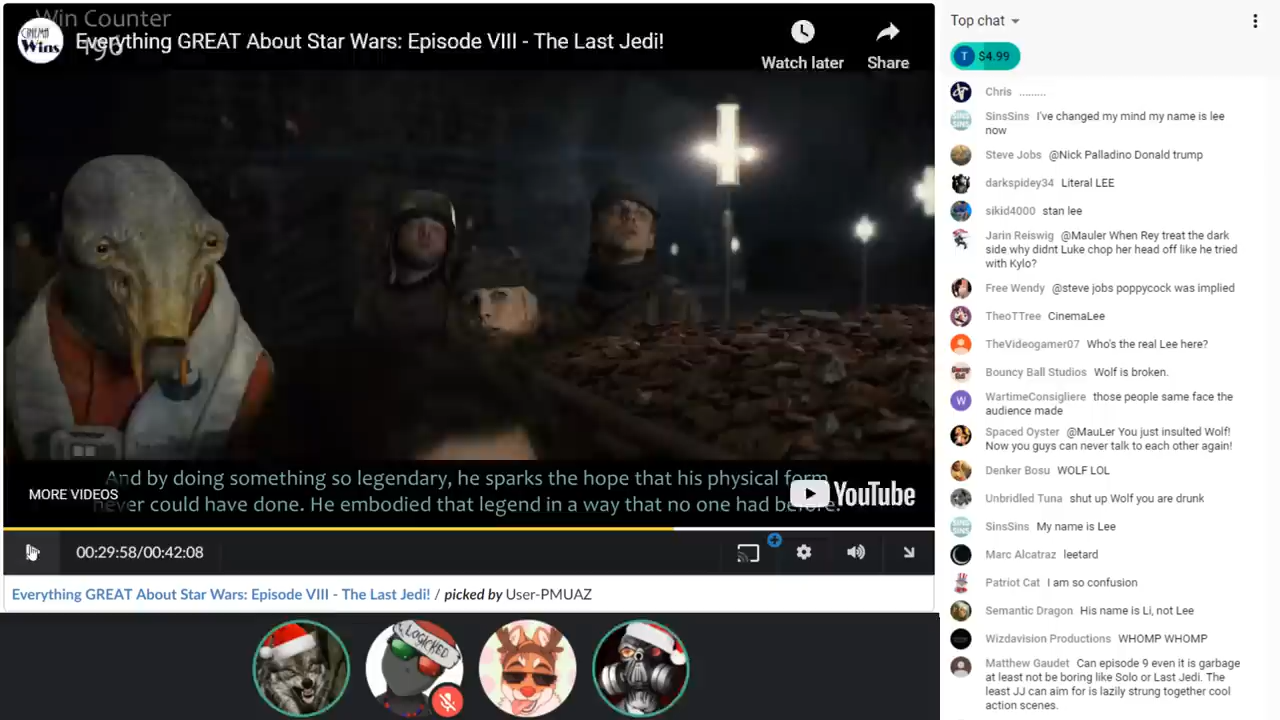 Win Counter
196
CINEMA
Wins
Everything GREAT About Star Wars: Episode VIII - The Last Jedi!
Watch later
Share
And by doing something so legendary, he sparks the hope that his physical form
never could have done. He embodied that legend in a way that no one had before.
MORE VIDEOS
YouTube
00:29:58/00:42:08
Everything GREAT About Star Wars: Episode VIII - The Last Jedi! / picked by User-PMUAZ
LOGICKED
Top chat
T $4.99
Chris .........
SinsSins I've changed my mind my name is lee
now
Steve Jobs @Nick Palladino Donald trump
darkspidey34 Literal LEE
sikid4000 stan lee
Jarin Reiswig @Mauler When Rey treat the dark
side why didnt Luke chop her head off like he tried
with Kylo?
Free Wendy @steve jobs poppycock was implied
TheoTTree CinemaLee
TheVideogamer07 Who's the real Lee here?
Bouncy Ball Studios Wolf is broken.
W
WartimeConsigliere those people same face the
audience made
Spaced Oyster @MauLer You just insulted Wolf!
Now you guys can never talk to each other again!
Denker Bosu WOLF LOL
Unbridled Tuna shut up Wolf you are drunk
SinsSins My name is Lee
Marc Alcatraz leetard
Patriot Cat I am so confusion
Semantic Dragon His name is Li, not Lee
Wizdavision Productions WHOMP WHOMP
Matthew Gaudet Can episode 9 even it is garbage
at least not be boring like Solo or Last Jedi. The
least JJ can aim for is lazily strung together cool
action scenes.